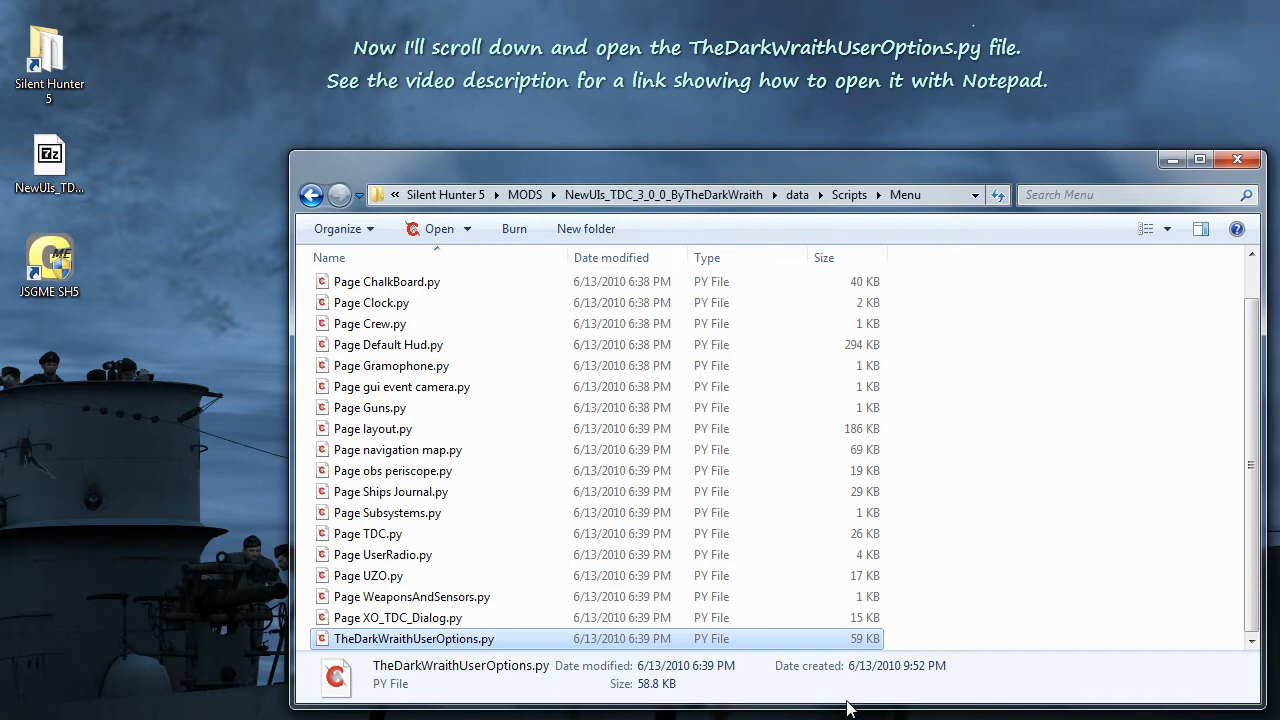 Now I'll scroll down and open the TheDarkWraithUserOptions.py file.
See the video description for a link showing how to open it with Notepad.
Silent Hunter
5
NewUIs_TD...
JSGME SH5
« Silent Hunter 5 MODS NewUIs_TDC_3_0_0_ByTheDarkWraith data Scripts Menu Search Menu
Organize Open Burn New folder
Name Date modified Type Size
Page ChalkBoard.py 6/13/2010 6:38 PM PY File 40 KB
Page Clock.py 6/13/2010 6:38 PM PY File 2 KB
Page Crew.py 6/13/2010 6:38 PM PY File 1 KB
Page Default Hud.py 6/13/2010 6:38 PM PY File 294 KB
Page Gramophone.py 6/13/2010 6:38 PM PY File 1 KB
Page gui event camera.py 6/13/2010 6:38 PM PY File 1 KB
Page Guns.py 6/13/2010 6:38 PM PY File 1 KB
Page layout.py 6/13/2010 6:39 PM PY File 186 KB
Page navigation map.py 6/13/2010 6:39 PM PY File 69 KB
Page obs periscope.py 6/13/2010 6:39 PM PY File 19 KB
Page Ships Journal.py 6/13/2010 6:39 PM PY File 29 KB
Page Subsystems.py 6/13/2010 6:39 PM PY File 1 KB
Page TDC.py 6/13/2010 6:39 PM PY File 26 KB
Page UserRadio.py 6/13/2010 6:39 PM PY File 4 KB
Page UZO.py 6/13/2010 6:39 PM PY File 17 KB
Page WeaponsAndSensors.py 6/13/2010 6:39 PM PY File 1 KB
Page XO_TDC_Dialog.py 6/13/2010 6:39 PM PY File 15 KB
TheDarkWraithUserOptions.py 6/13/2010 6:39 PM PY File 59 KB
TheDarkWraithUserOptions.py Date modified: 6/13/2010 6:39 PM Date created: 6/13/2010 9:52 PM
PY File Size: 58.8 KB